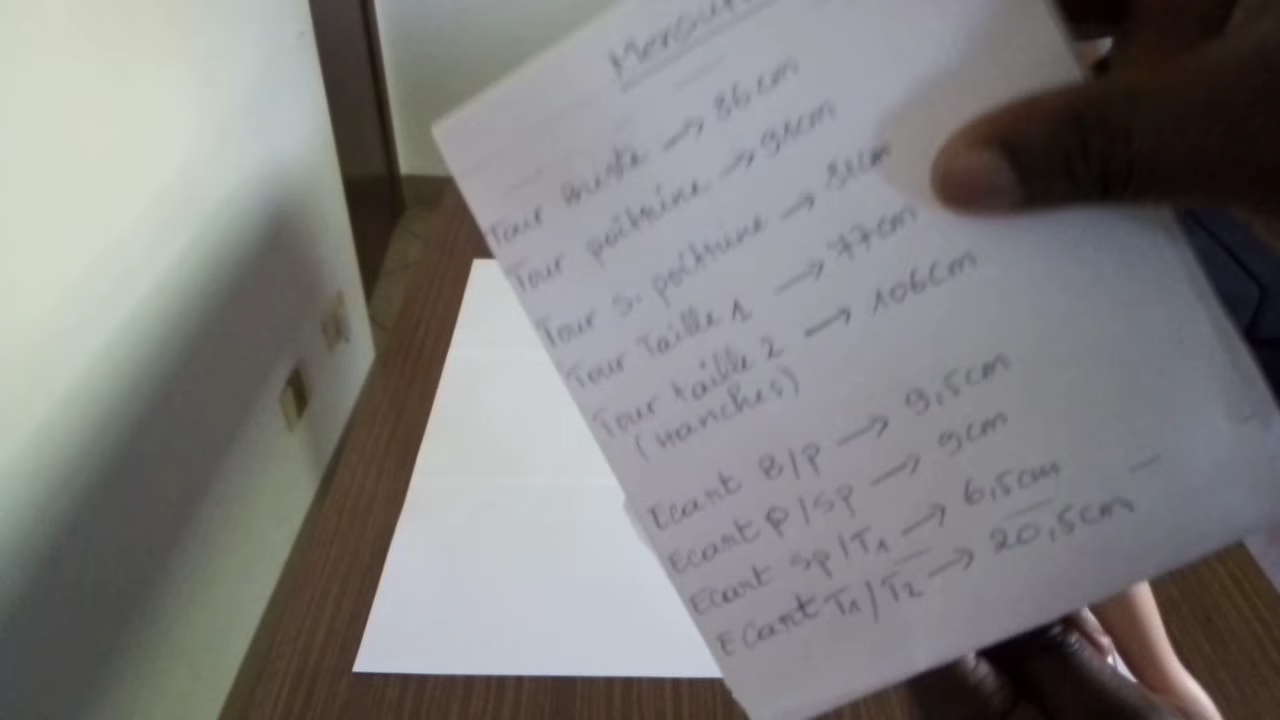 Tour Buste → 86cm
Tour poitrine → 91cm
Tour s. poitrine → 81cm
Tour Taille 1 → 77cm
Tour taille 2 → 106cm
(Hanches)
Ecart B/P → 9,5cm
Ecart P/SP → 9cm
Ecart SP/T1 → 6,5cm
Ecart T1/T2 → 20,5cm